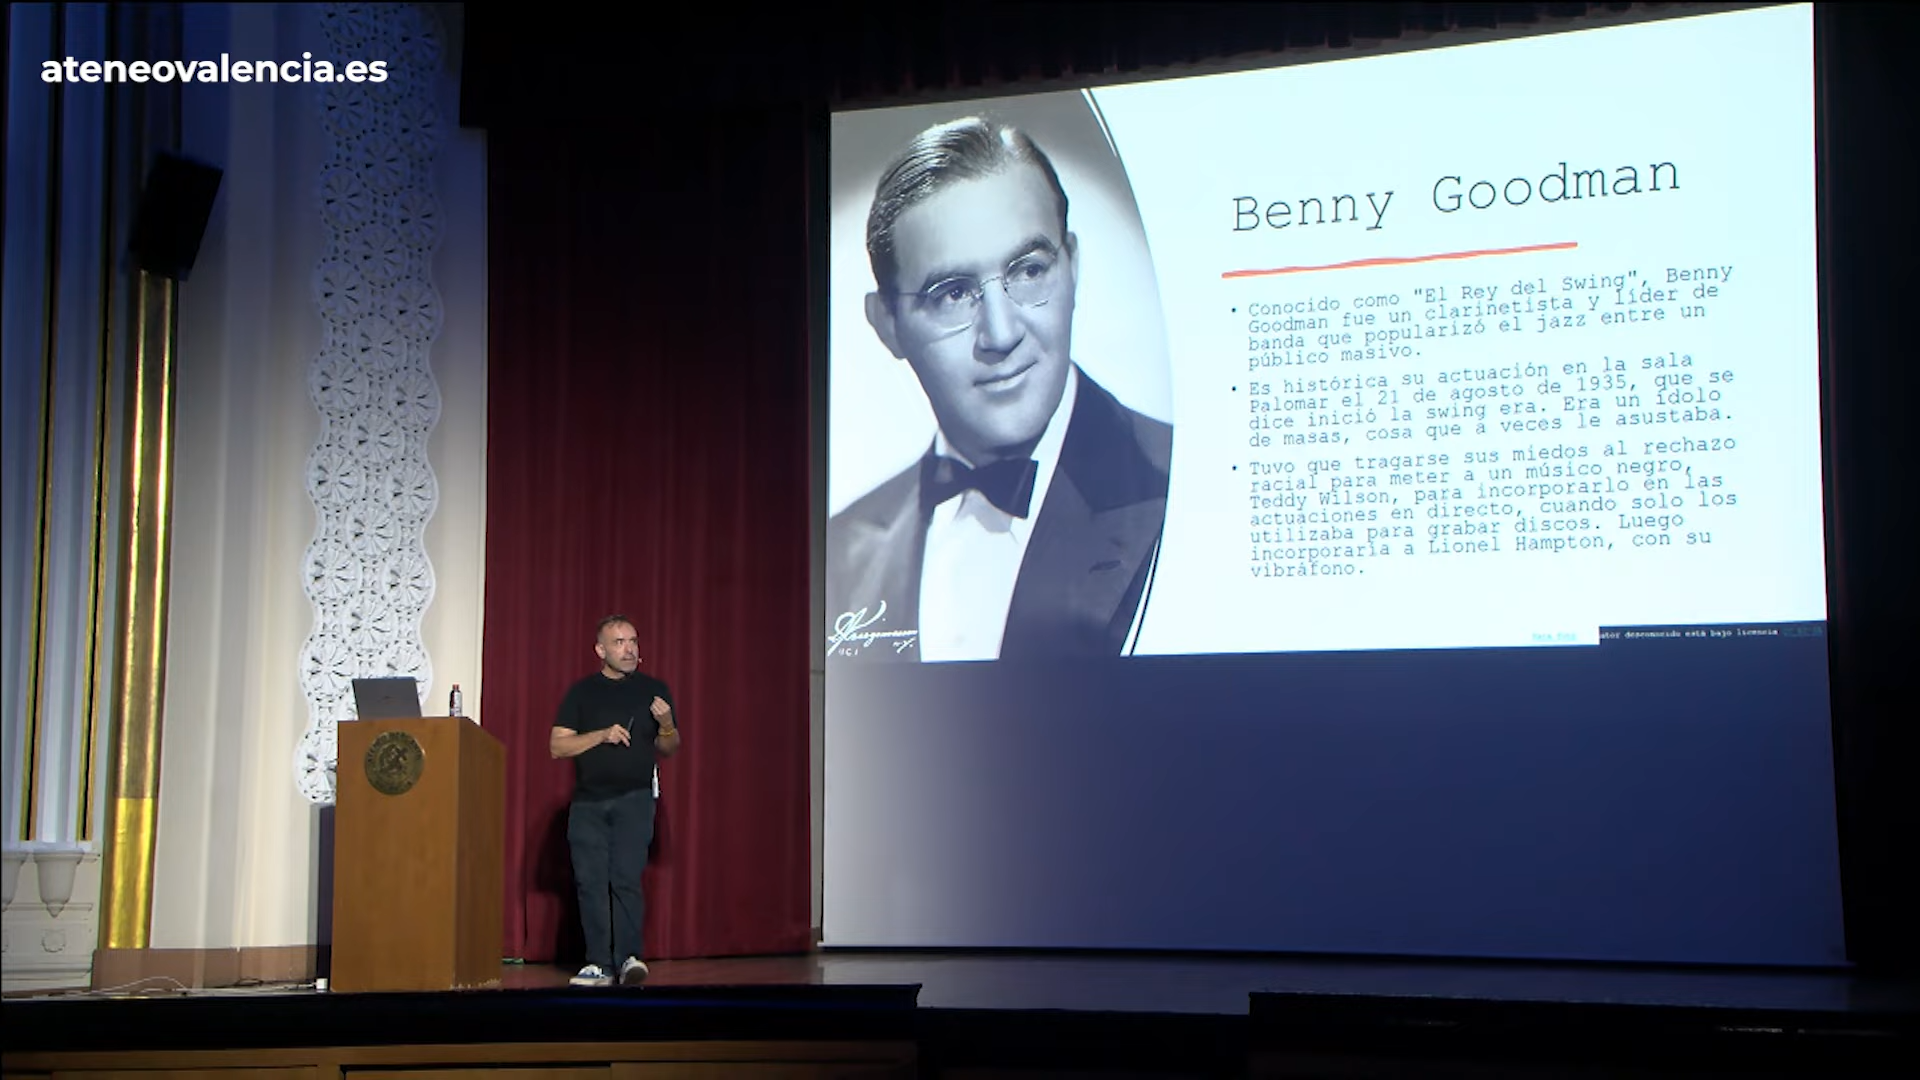 ateneovalencia.es
Benny Goodman
• Conocido como "El Rey del Swing", Benny
Goodman fue un clarinetista y líder de
banda que popularizó el jazz entre un
público masivo.
• Es histórica su actuación en la sala
Palomar el 21 de agosto de 1935, que se
dice inició la swing era. Era un ídolo
de masas, cosa que a veces le asustaba.
• Tuvo que tragarse sus miedos al rechazo
racial para meter a un músico negro,
Teddy Wilson, para incorporarlo en las
actuaciones en directo, cuando solo los
utilizaba para grabar discos. Luego
incorporaría a Lionel Hampton, con su
vibráfono.
desconocido está bajo licencia